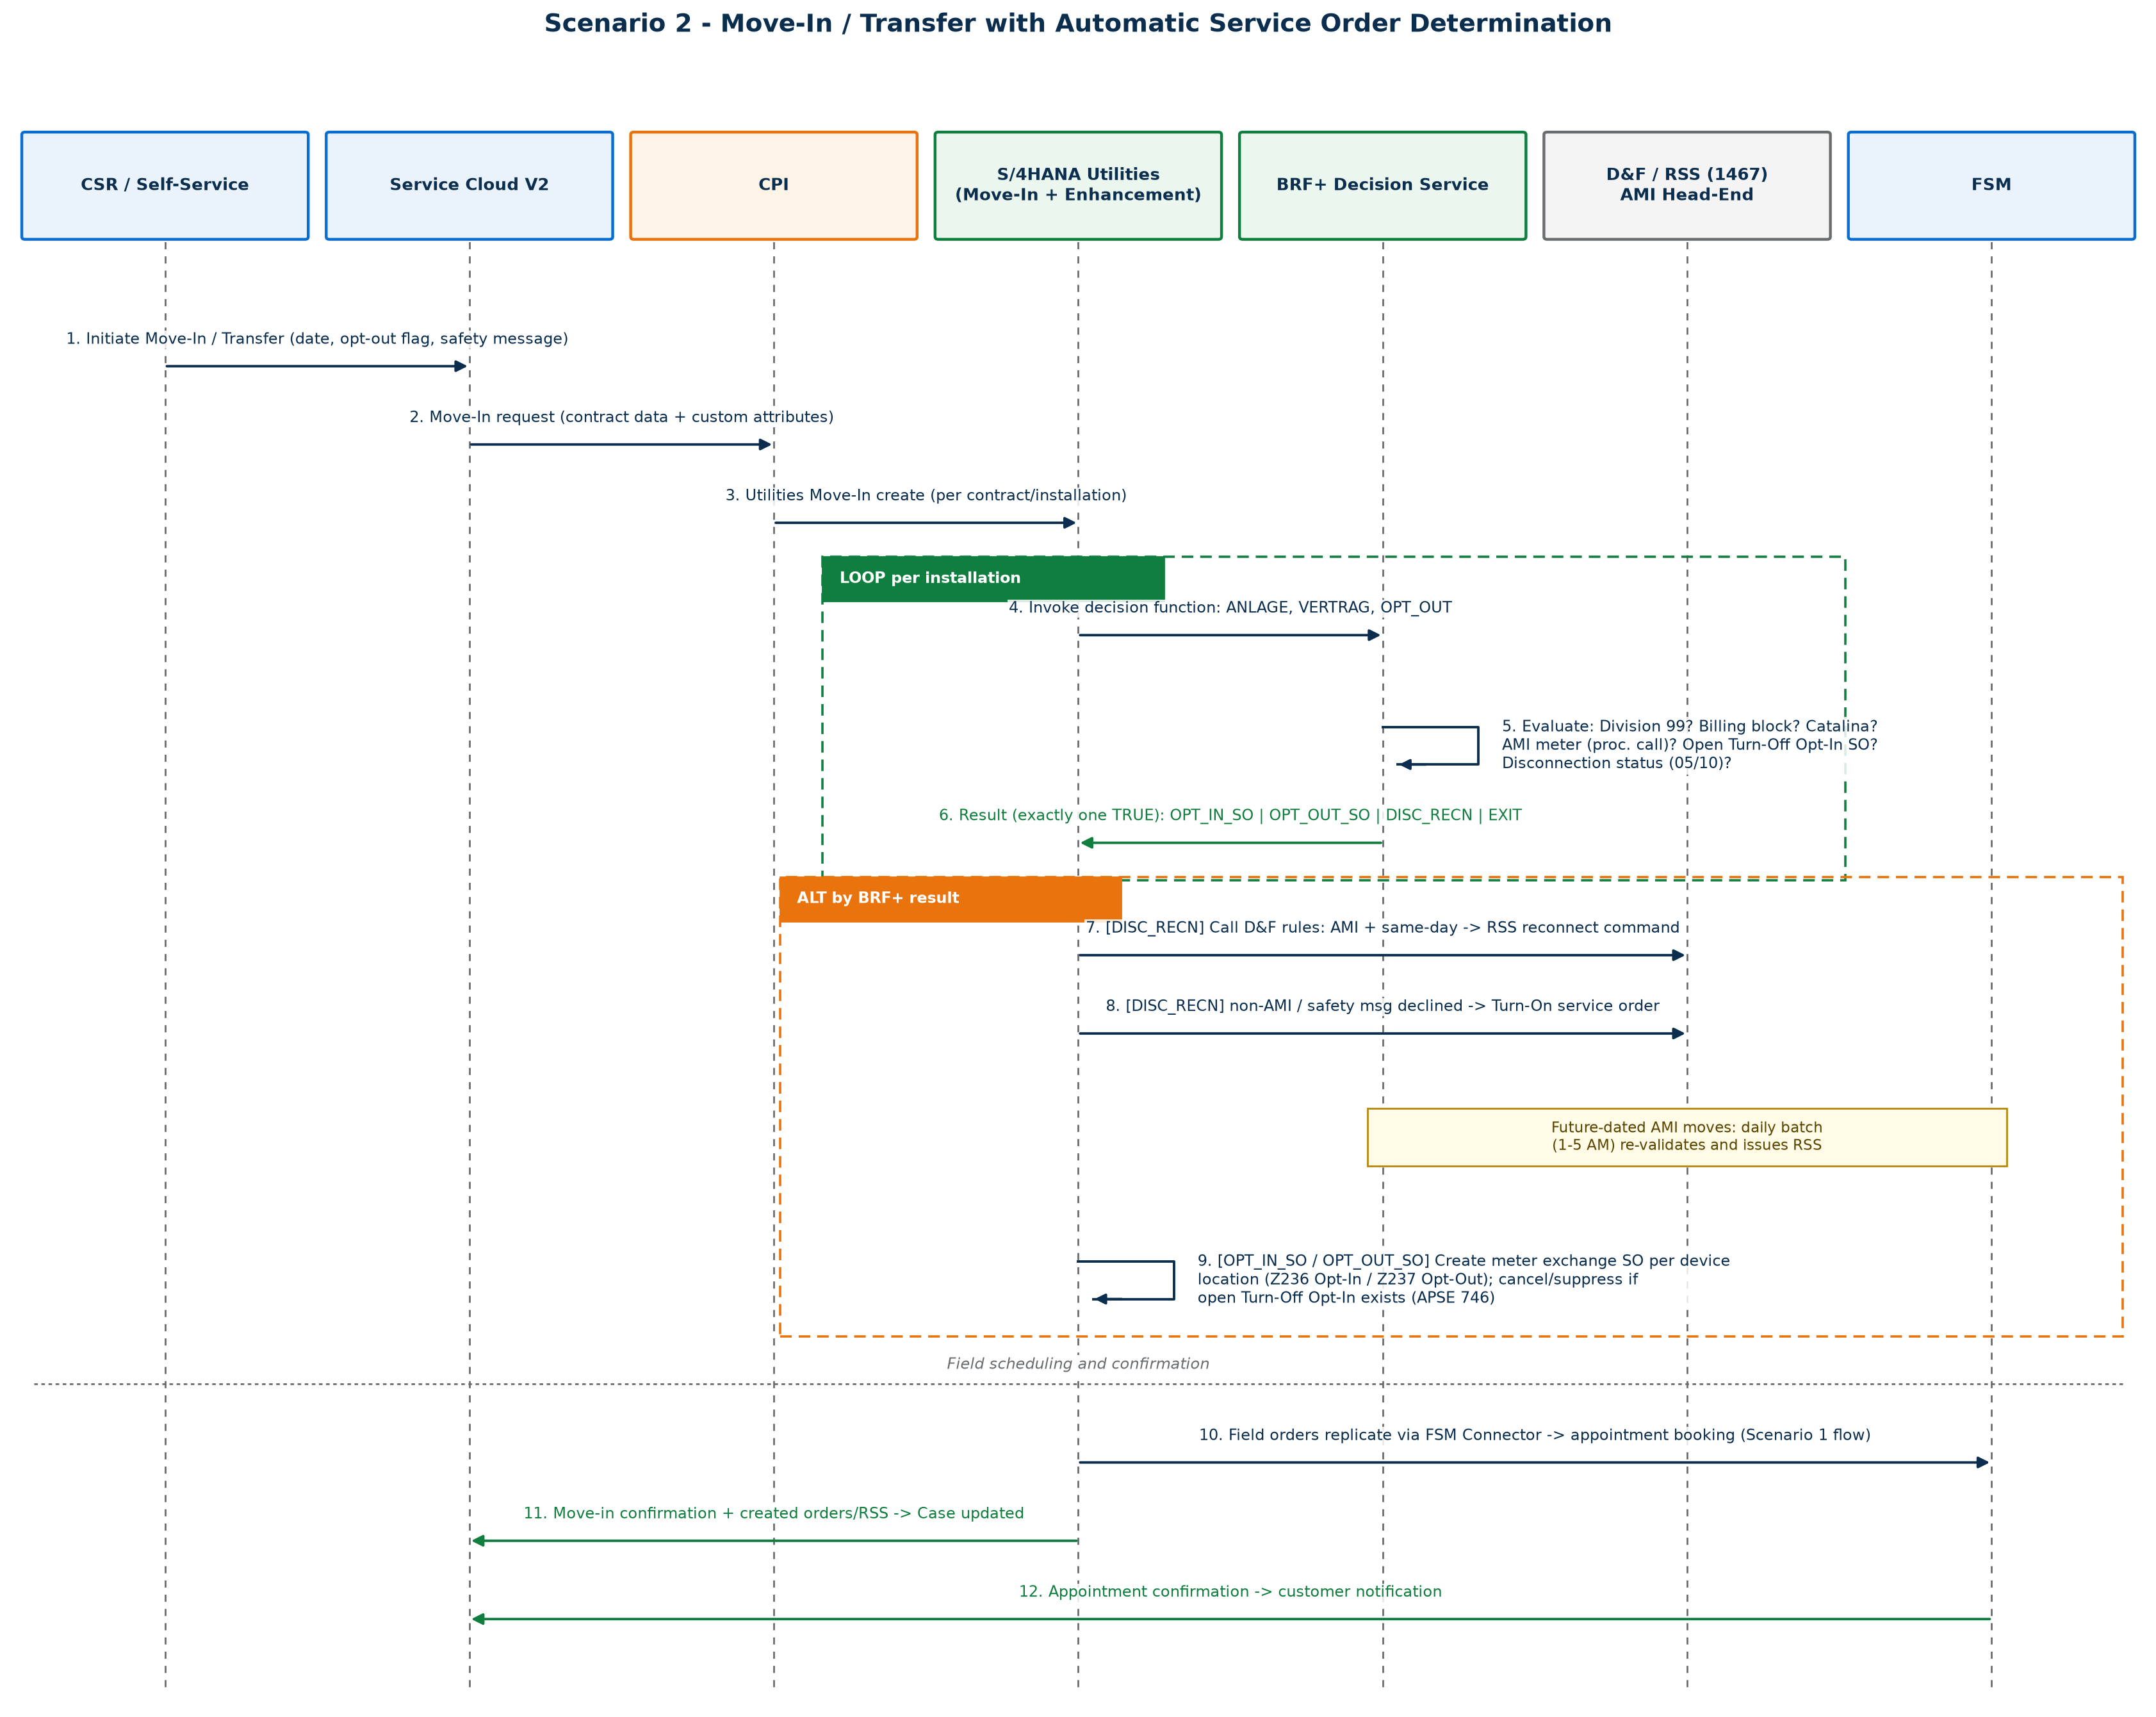 Scenario 2 - Move-In / Transfer with Automatic Service Order Determination
CSR / Self-Service
Service Cloud V2
CPI
S/4HANA Utilities
(Move-In + Enhancement)
BRF+ Decision Service
D&F / RSS (1467)
AMI Head-End
FSM
1. Initiate Move-In / Transfer (date, opt-out flag, safety message)
2. Move-In request (contract data + custom attributes)
3. Utilities Move-In create (per contract/installation)
LOOP per installation
4. Invoke decision function: ANLAGE, VERTRAG, OPT_OUT
5. Evaluate: Division 99? Billing block? Catalina?
AMI meter (proc. call)? Open Turn-Off Opt-In SO?
Disconnection status (05/10)?
6. Result (exactly one TRUE): OPT_IN_SO | OPT_OUT_SO | DISC_RECN | EXIT
ALT by BRF+ result
7. [DISC_RECN] Call D&F rules: AMI + same-day -> RSS reconnect command
8. [DISC_RECN] non-AMI / safety msg declined -> Turn-On service order
Future-dated AMI moves: daily batch
(1-5 AM) re-validates and issues RSS
9. [OPT_IN_SO / OPT_OUT_SO] Create meter exchange SO per device
location (Z236 Opt-In / Z237 Opt-Out); cancel/suppress if
open Turn-Off Opt-In exists (APSE 746)
Field scheduling and confirmation
10. Field orders replicate via FSM Connector -> appointment booking (Scenario 1 flow)
11. Move-in confirmation + created orders/RSS -> Case updated
12. Appointment confirmation -> customer notification